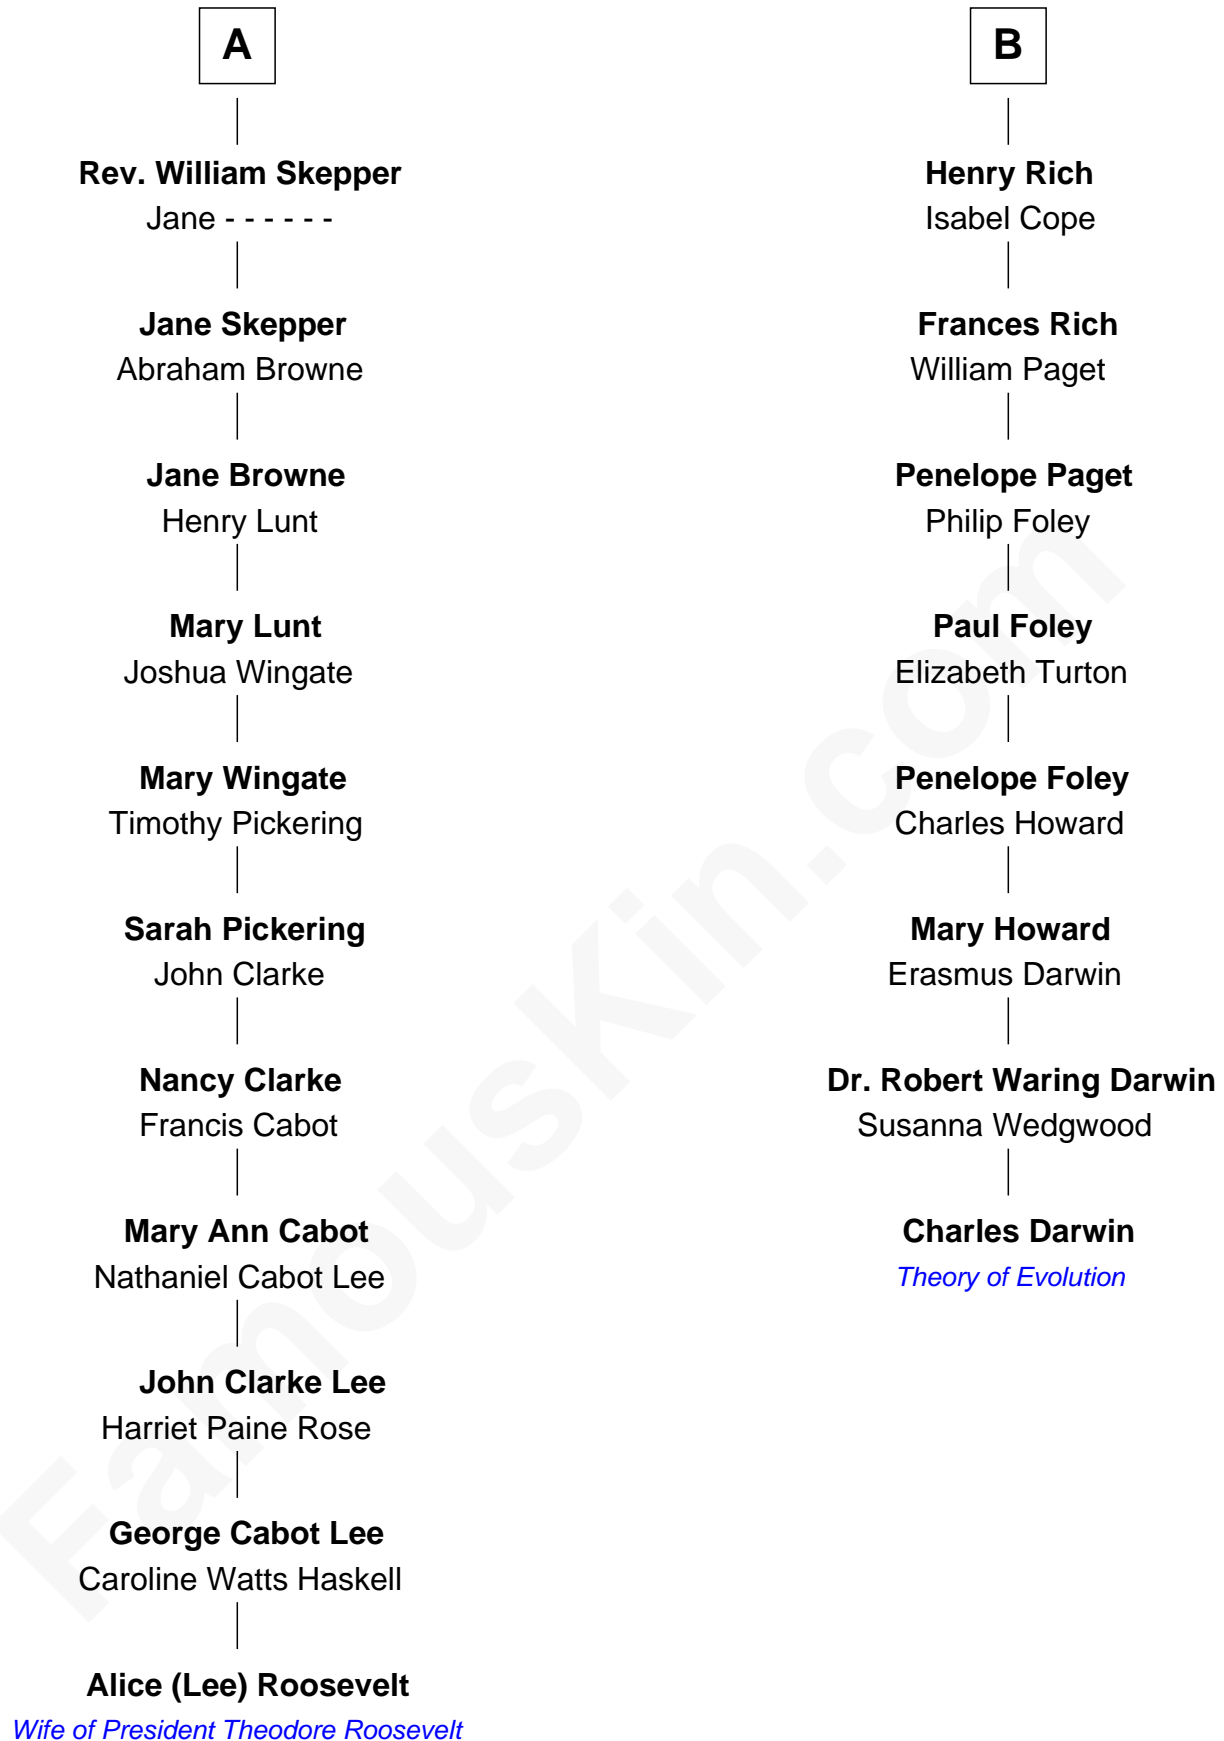 A
Rev. William Skepper
Jane - - - - - -
Jane Skepper
Abraham Browne
Jane Browne
Henry Lunt
Mary Lunt
Joshua Wingate
Mary Wingate
Timothy Pickering
Sarah Pickering
John Clarke
Nancy Clarke
Francis Cabot
Mary Ann Cabot
Nathaniel Cabot Lee
John Clarke Lee
Harriet Paine Rose
George Cabot Lee
Caroline Watts Haskell
Alice (Lee) Roosevelt
Wife of President Theodore Roosevelt
B
Henry Rich
Isabel Cope
Frances Rich
William Paget
Penelope Paget
Philip Foley
Paul Foley
Elizabeth Turton
Penelope Foley
Charles Howard
Mary Howard
Erasmus Darwin
Dr. Robert Waring Darwin
Susanna Wedgwood
Charles Darwin
Theory of Evolution
FamousKin.com